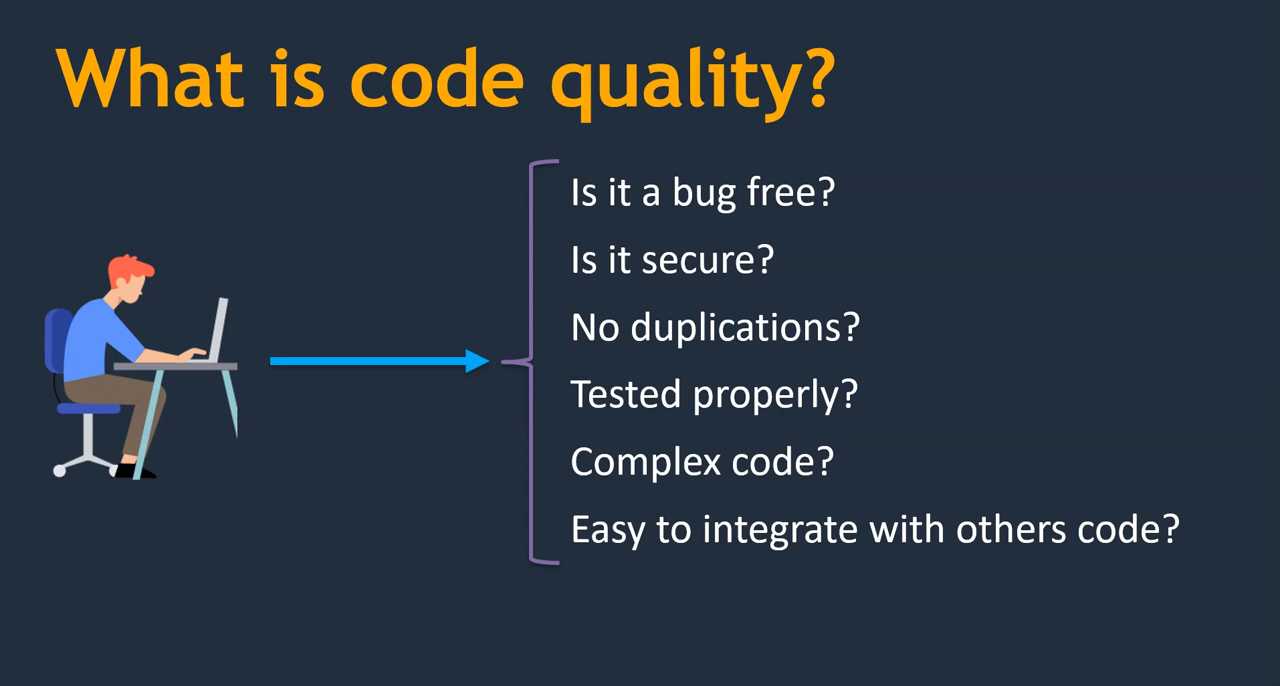 What is code quality?
Is it a bug free?
Is it secure?
No duplications?
Tested properly?
Complex code?
Easy to integrate with others code?